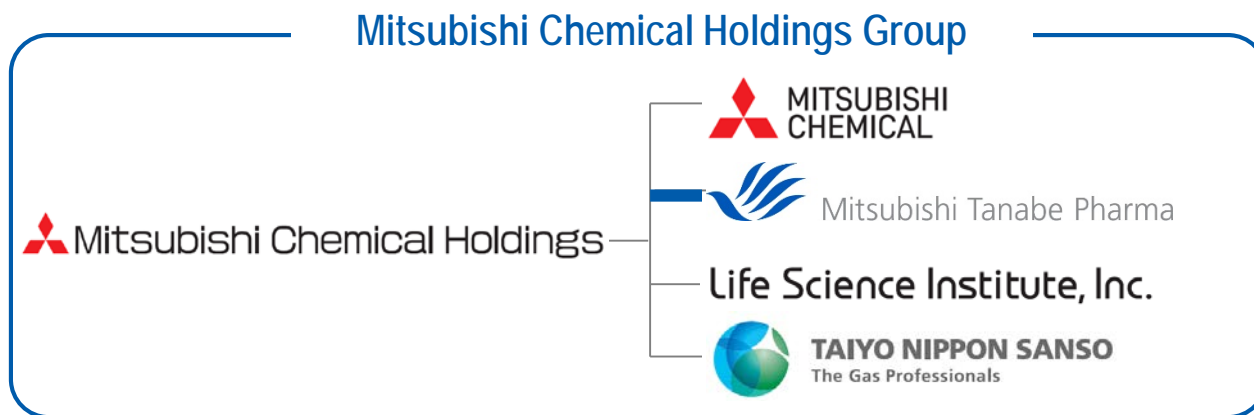 Mitsubishi Chemical Holdings Group
MITSUBISHI
CHEMICAL
Mitsubishi Tanabe Pharma
Mitsubishi Chemical Holdings
Life Science Institute, Inc.
TAIYO NIPPON SANSO
The Gas Professionals